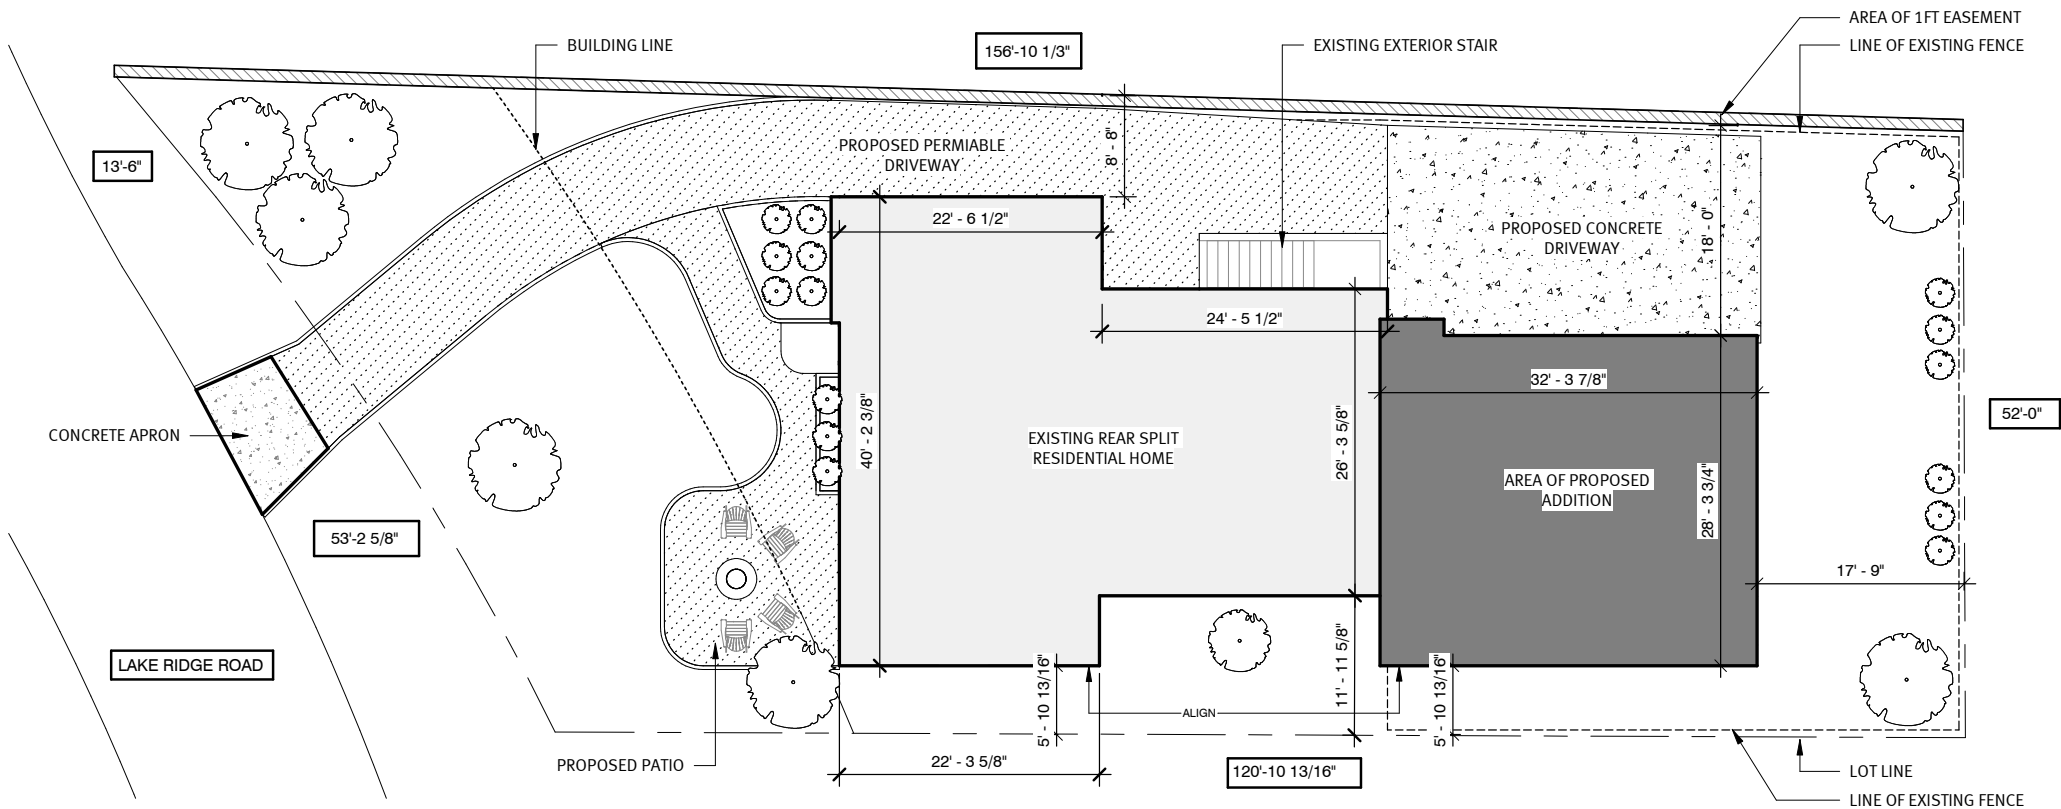 AREA OF 1FT EASEMENT
BUILDING LINE
156'-10 1/3"
EXISTING EXTERIOR STAIR
LINE OF EXISTING FENCE
13'-6"
PROPOSED PERMIABLE
DRIVEWAY
8' - 8"
22' - 6 1/2"
PROPOSED CONCRETE
DRIVEWAY
18' - 0"
24' - 5 1/2"
32' - 3 7/8"
52'-0"
CONCRETE APRON
40' - 2 3/8"
EXISTING REAR SPLIT
RESIDENTIAL HOME
26' - 3 5/8"
AREA OF PROPOSED
ADDITION
28' - 3 3/4"
53'-2 5/8"
17' - 9"
LAKE RIDGE ROAD
5' - 10 13/16"
11' - 11 5/8"
5' - 10 13/16"
ALIGN
PROPOSED PATIO
22' - 3 5/8"
120'-10 13/16"
LOT LINE
LINE OF EXISTING FENCE